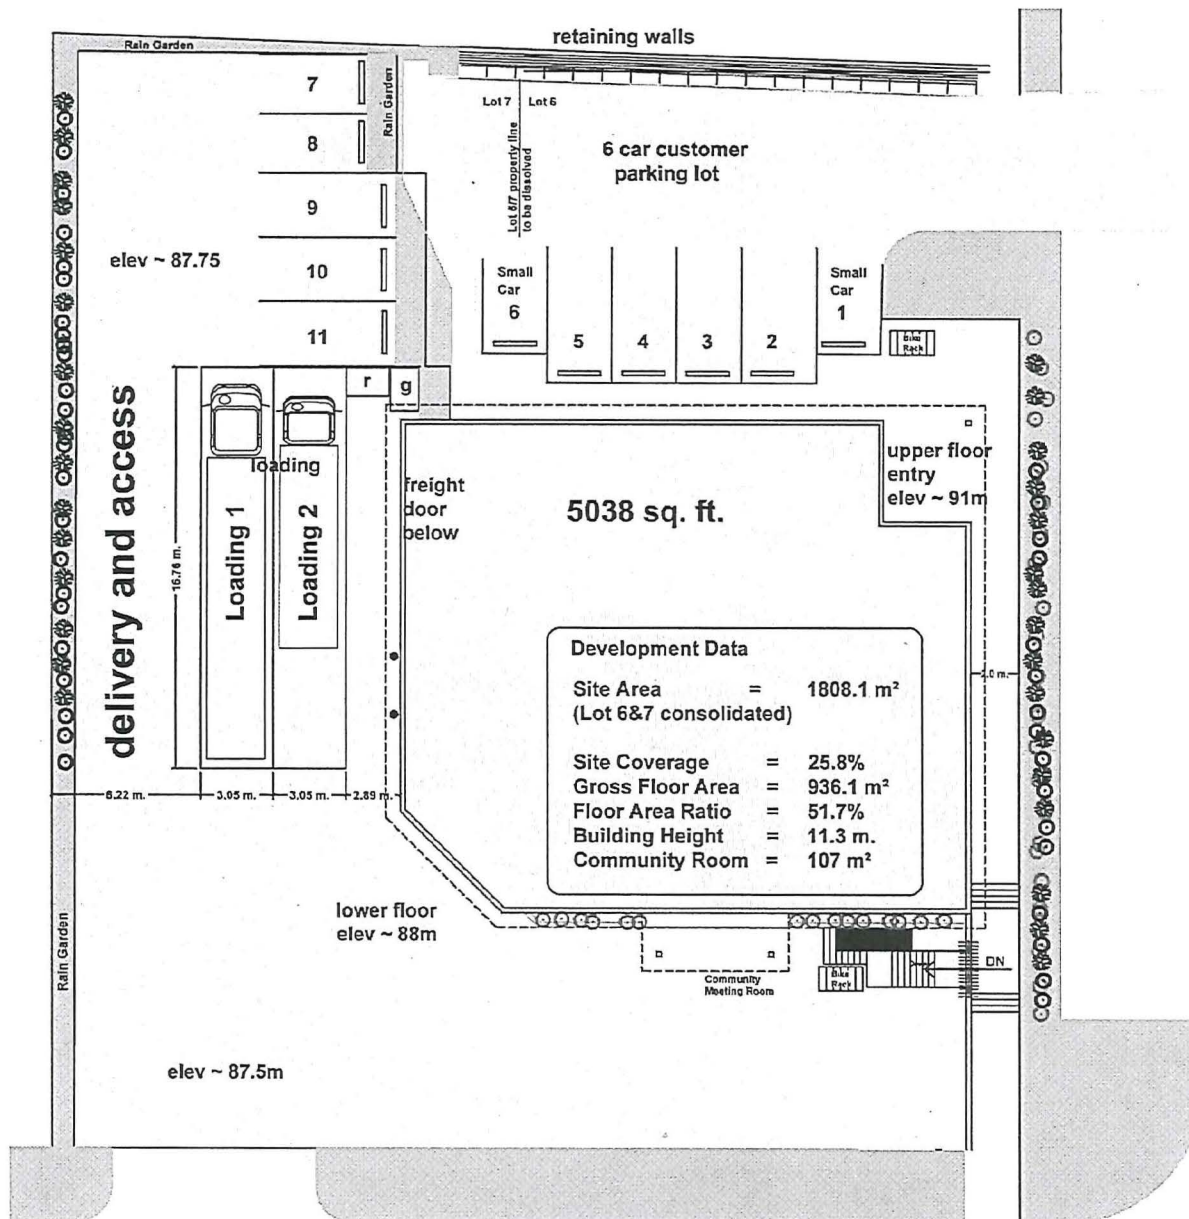 retaining walls
Rain Garden
7
Rain Garden
8
Lot 7
Lot 6
Lot 6/7 property line
to be dissolved
6 car customer
parking lot
9
elev ~ 87.75
10
11
Small
Car
6
5
4
3
2
Small
Car
1
Bike
Rack
r
g
delivery and access
loading
Loading 1
Loading 2
16.76 m.
freight
door
below
5038 sq. ft.
upper floor
entry
elev ~ 91m
2.0 m.
Development Data
Site Area = 1808.1 m²
(Lot 6&7 consolidated)
Site Coverage = 25.8%
Gross Floor Area = 936.1 m²
Floor Area Ratio = 51.7%
Building Height = 11.3 m.
Community Room = 107 m²
6.22 m.
3.05 m.
3.05 m.
2.89 m.
lower floor
elev ~ 88m
Rain Garden
Community
Meeting Room
Bike
Rack
DN
elev ~ 87.5m